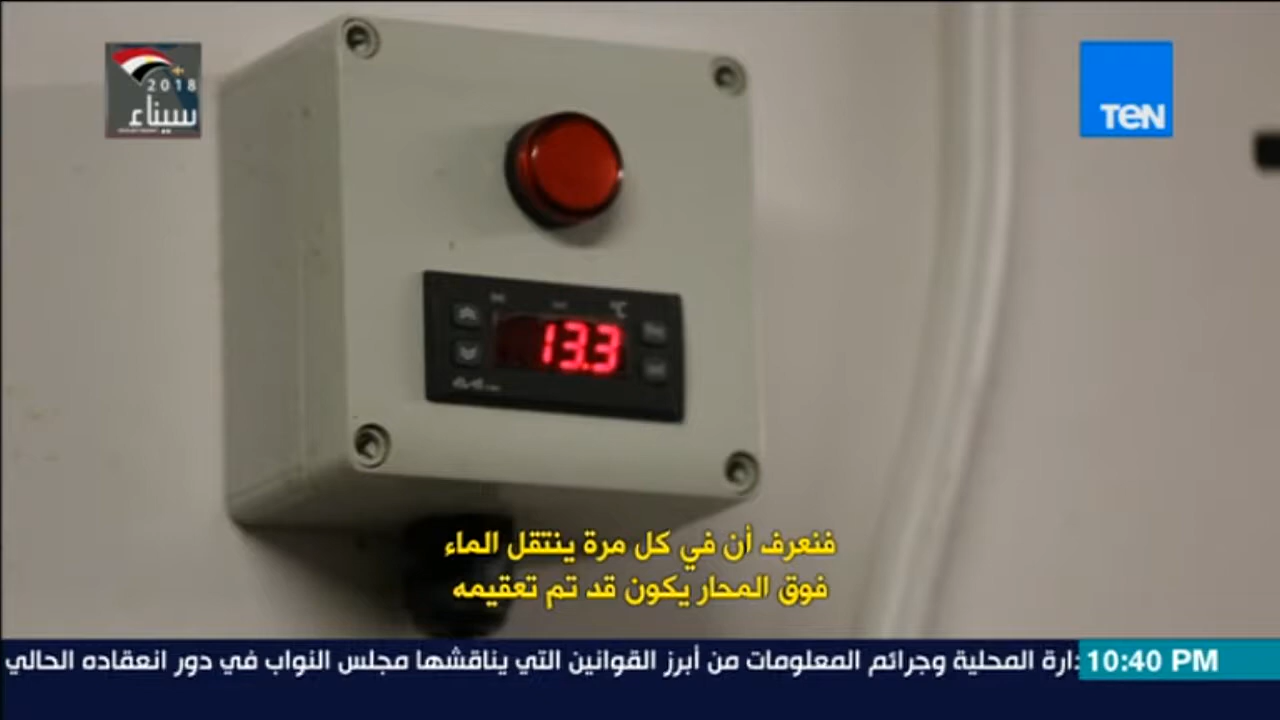 2018
سيناء
TEN
°C
13.3
فنعرف أن في كل مرة ينتقل الماء
فوق المحار يكون قد تم تعقيمه
دارة المحلية وجرائم المعلومات من أبرز القوانين التي يناقشها مجلس النواب في دور انعقاده الحالي
10:40 PM